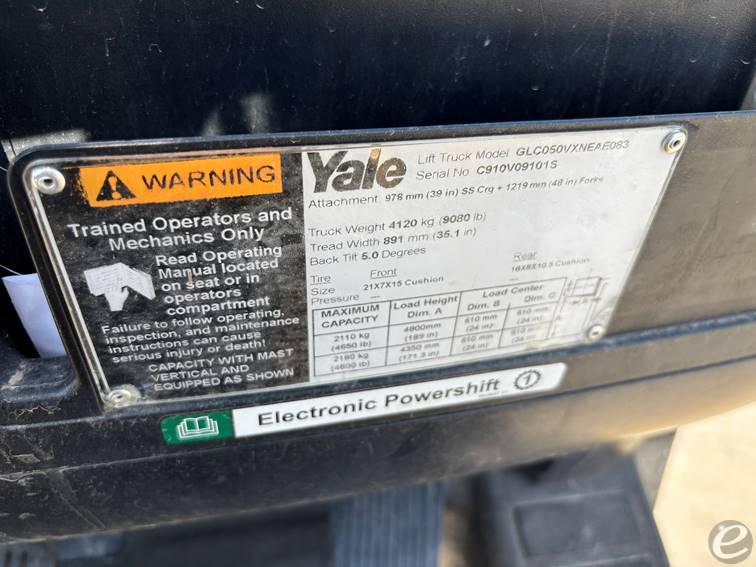 WARNING
Trained Operators and
Mechanics Only
Read Operating
Manual located
on seat or in
operators
compartment
Failure to follow operating,
inspection, and maintenance
instructions can cause
serious injury or death!
CAPACITY WITH MAST
VERTICAL AND
EQUIPPED AS SHOWN
Yale
Lift Truck Model GLC050VXNEAE083
Serial No C910V09101S
Attachment 978 mm (39 in) SS Crg + 1219 mm (48 in) Forks
Truck Weight 4120 kg (9080 lb)
Tread Width 891 mm (35.1 in)
Back Tilt 5.0 Degrees
Tire Front Rear
Size 21X7X15 Cushion 16X6X10.5 Cushion
Pressure --- ---
MAXIMUM CAPACITY Load Height Dim. A Load Center Dim. B Dim. C
2110 kg (4650 lb) 4800mm (189 in) 610 mm (24 in) 610 mm (24 in)
2180 kg (4800 lb) 4350 mm (171.3 in) 610 mm (24 in) 610 mm (24 in)
Electronic Powershift 1
e